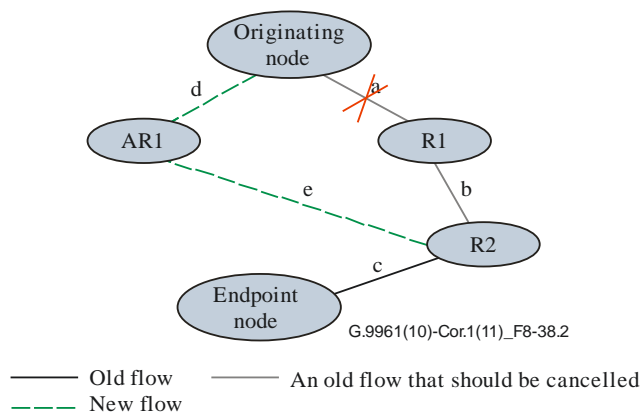 Originating
node
d
a
AR1
R1
e
b
R2
c
Endpoint
node
G.9961(10)-Cor.1(11)_F8-38.2
Old flow
An old flow that should be cancelled
New flow